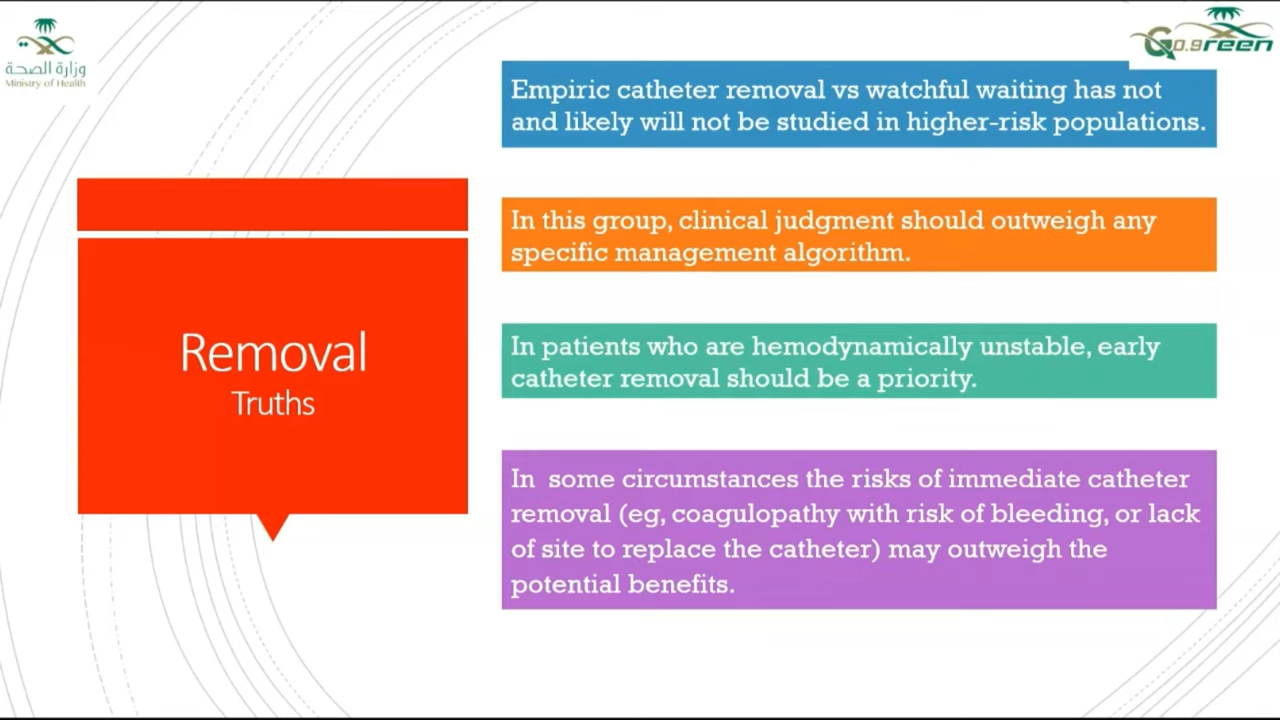 وزارة الصحة
Ministry of Health
Go.green
Empiric catheter removal vs watchful waiting has not
and likely will not be studied in higher-risk populations.
In this group, clinical judgment should outweigh any
specific management algorithm.
Removal
Truths
In patients who are hemodynamically unstable, early
catheter removal should be a priority.
In some circumstances the risks of immediate catheter
removal (eg, coagulopathy with risk of bleeding, or lack
of site to replace the catheter) may outweigh the
potential benefits.